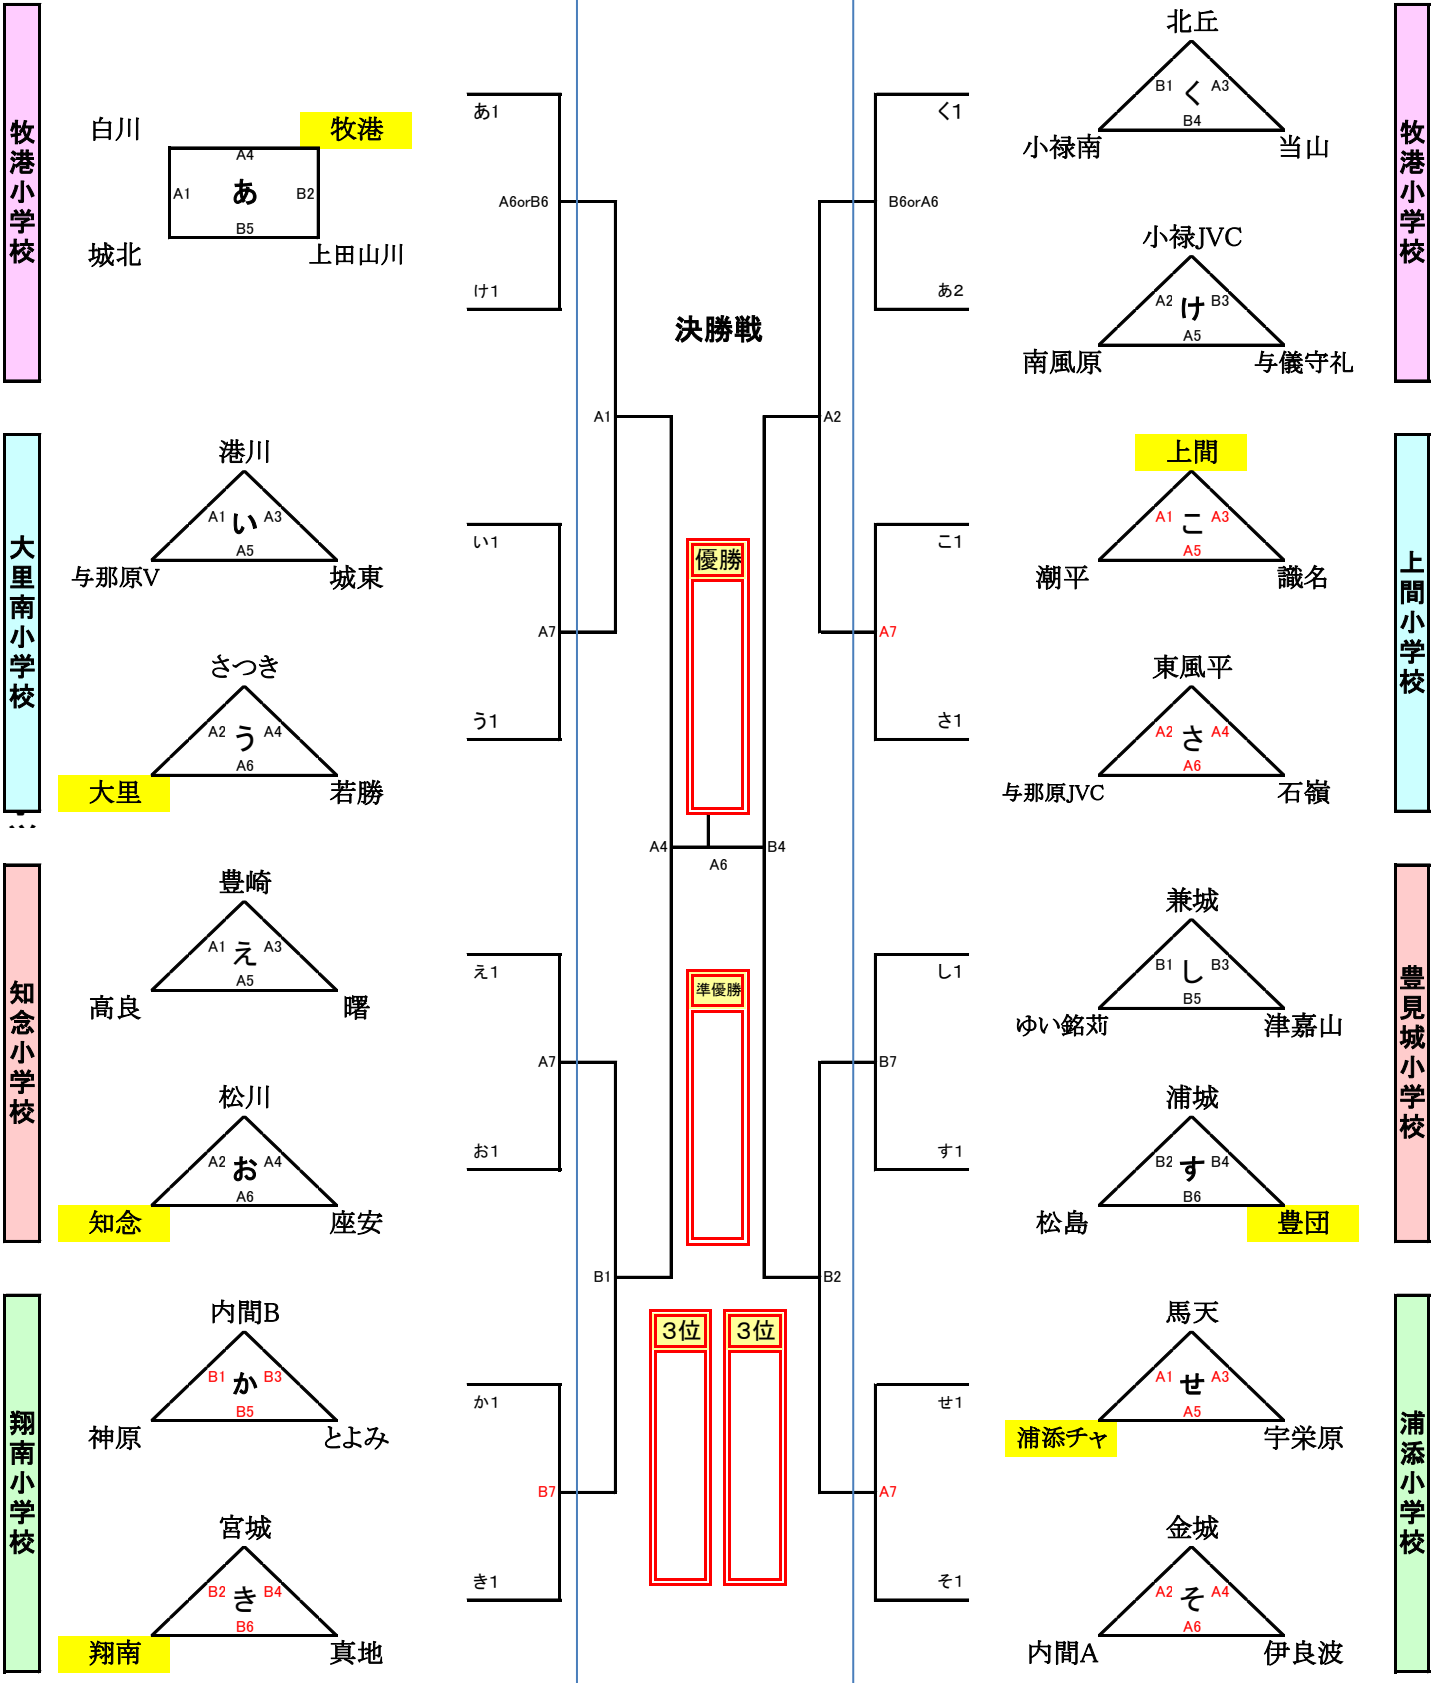 牧港小学校
白川
牧港
A4
A1
あ
B2
B5
城北
上田山川
大里南小学校
港川
A1
い
A3
A5
与那原V
城東
さつき
A2
う
A4
A6
大里
若勝
知念小学校
豊崎
A1
え
A3
A5
高良
曙
松川
A2
お
A4
A6
知念
座安
翔南小学校
内間B
B1
か
B3
B5
神原
とよみ
宮城
B2
き
B4
B6
翔南
真地
あ1
A6orB6
け1
い1
A7
う1
え1
A7
お1
か1
B7
き1
A1
B1
A4
決勝戦
優勝
A6
準優勝
3位
3位
B4
A2
B2
く1
B6orA6
あ2
こ1
A7
さ1
し1
B7
す1
せ1
A7
そ1
北丘
B1
く
A3
B4
小禄南
当山
小禄JVC
A2
け
B3
A5
南風原
与儀守礼
牧港小学校
上間
A1
こ
A3
A5
潮平
識名
東風平
A2
さ
A4
A6
与那原JVC
石嶺
上間小学校
兼城
B1
し
B3
B5
ゆい銘苅
津嘉山
浦城
B2
す
B4
B6
松島
豊団
豊見城小学校
馬天
A1
せ
A3
A5
浦添チャ
宇栄原
金城
A2
そ
A4
A6
内間A
伊良波
浦添小学校